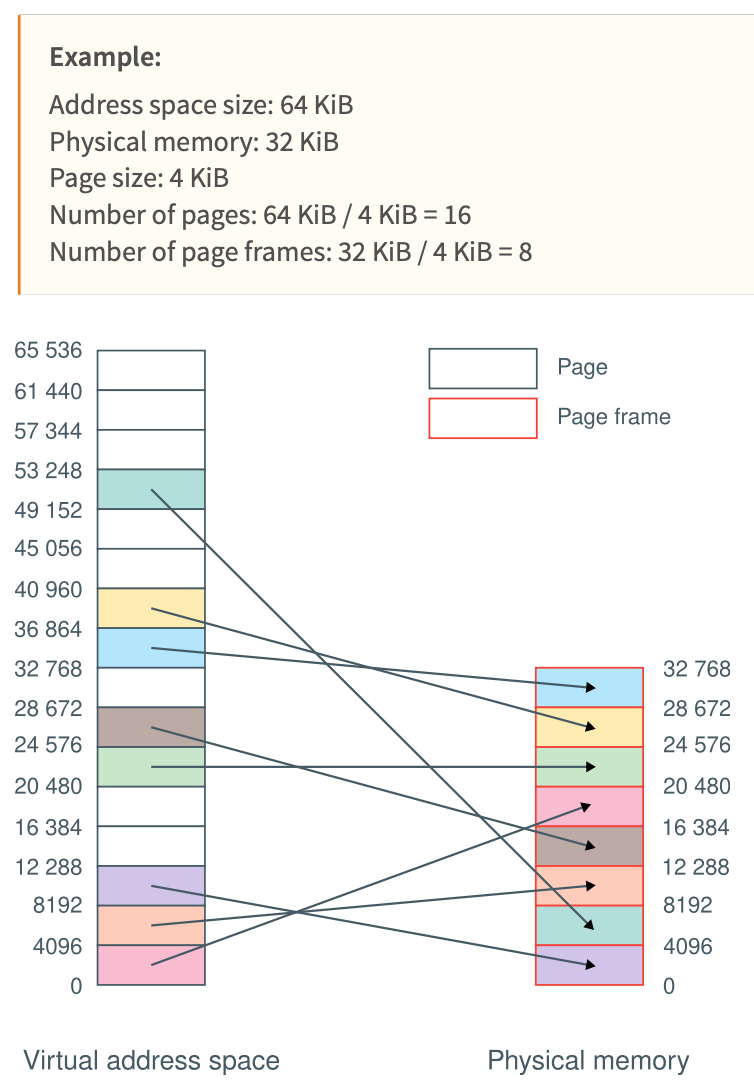 Example:
Address space size: 64 KiB
Physical memory: 32 KiB
Page size: 4 KiB
Number of pages: 64 KiB / 4 KiB = 16
Number of page frames: 32 KiB / 4 KiB = 8
Page
Page frame
65 536
61 440
57 344
53 248
49 152
45 056
40 960
36 864
32 768
28 672
24 576
20 480
16 384
12 288
8192
4096
0
32 768
28 672
24 576
20 480
16 384
12 288
8192
4096
0
Virtual address space
Physical memory